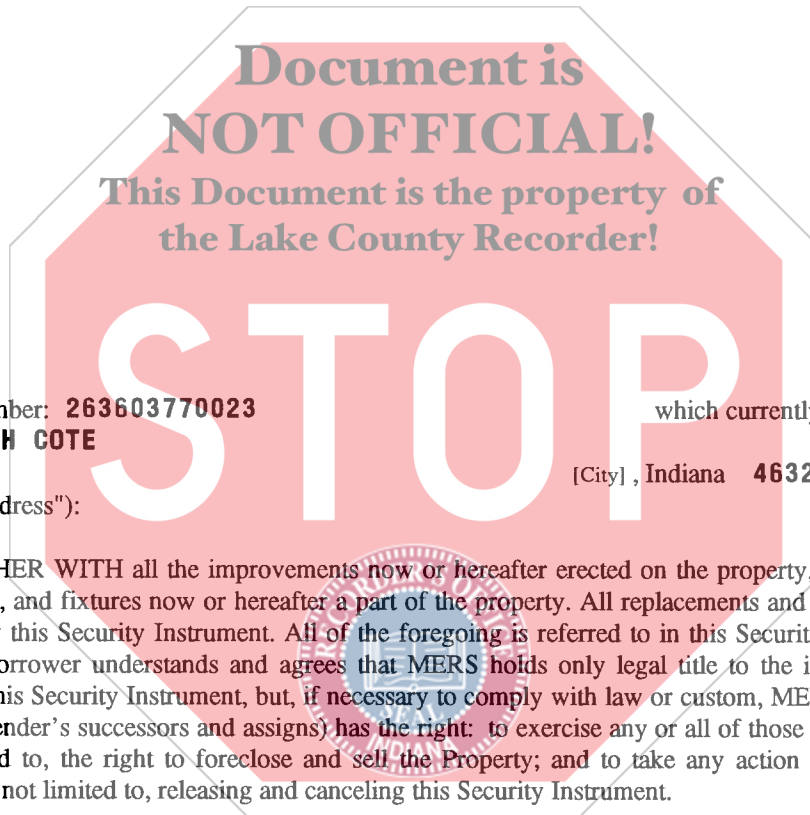 Document is
NOT OFFICIAL!
This Document is the property of
the Lake County Recorder!
STOP
nber: 263603770023 which currently
H COTE
[City] , Indiana 4632
dress"):
HER WITH all the improvements now or hereafter erected on the property,
, and fixtures now or hereafter a part of the property. All replacements and
this Security Instrument. All of the foregoing is referred to in this Securit
orrower understands and agrees that MERS holds only legal title to the i
his Security Instrument, but, if necessary to comply with law or custom, ME
ender's successors and assigns) has the right: to exercise any or all of those
d to, the right to foreclose and sell the Property; and to take any action
not limited to, releasing and canceling this Security Instrument.
RECORDER'S OFFICE
SEAL
INDIANA